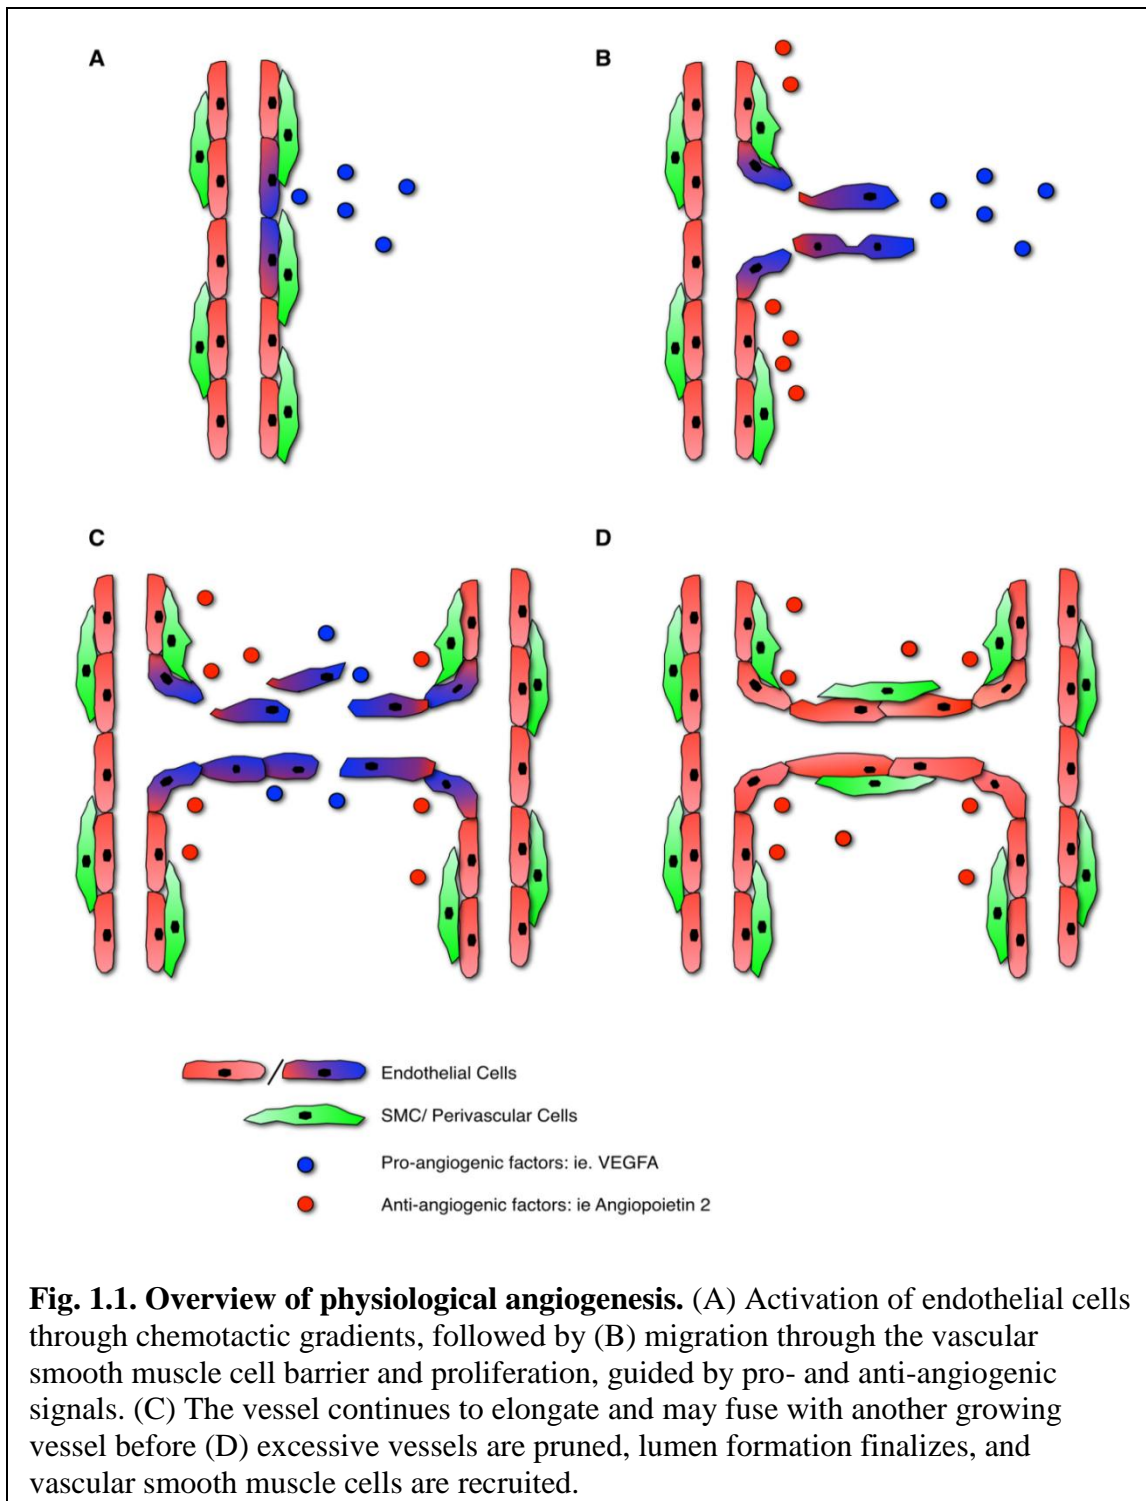 A
B
C
D
/
Endothelial Cells
SMC/ Perivascular Cells
Pro-angiogenic factors: ie. VEGFA
Anti-angiogenic factors: ie Angiopoietin 2
Fig. 1.1. Overview of physiological angiogenesis. (A) Activation of endothelial cells
through chemotactic gradients, followed by (B) migration through the vascular
smooth muscle cell barrier and proliferation, guided by pro- and anti-angiogenic
signals. (C) The vessel continues to elongate and may fuse with another growing
vessel before (D) excessive vessels are pruned, lumen formation finalizes, and
vascular smooth muscle cells are recruited.